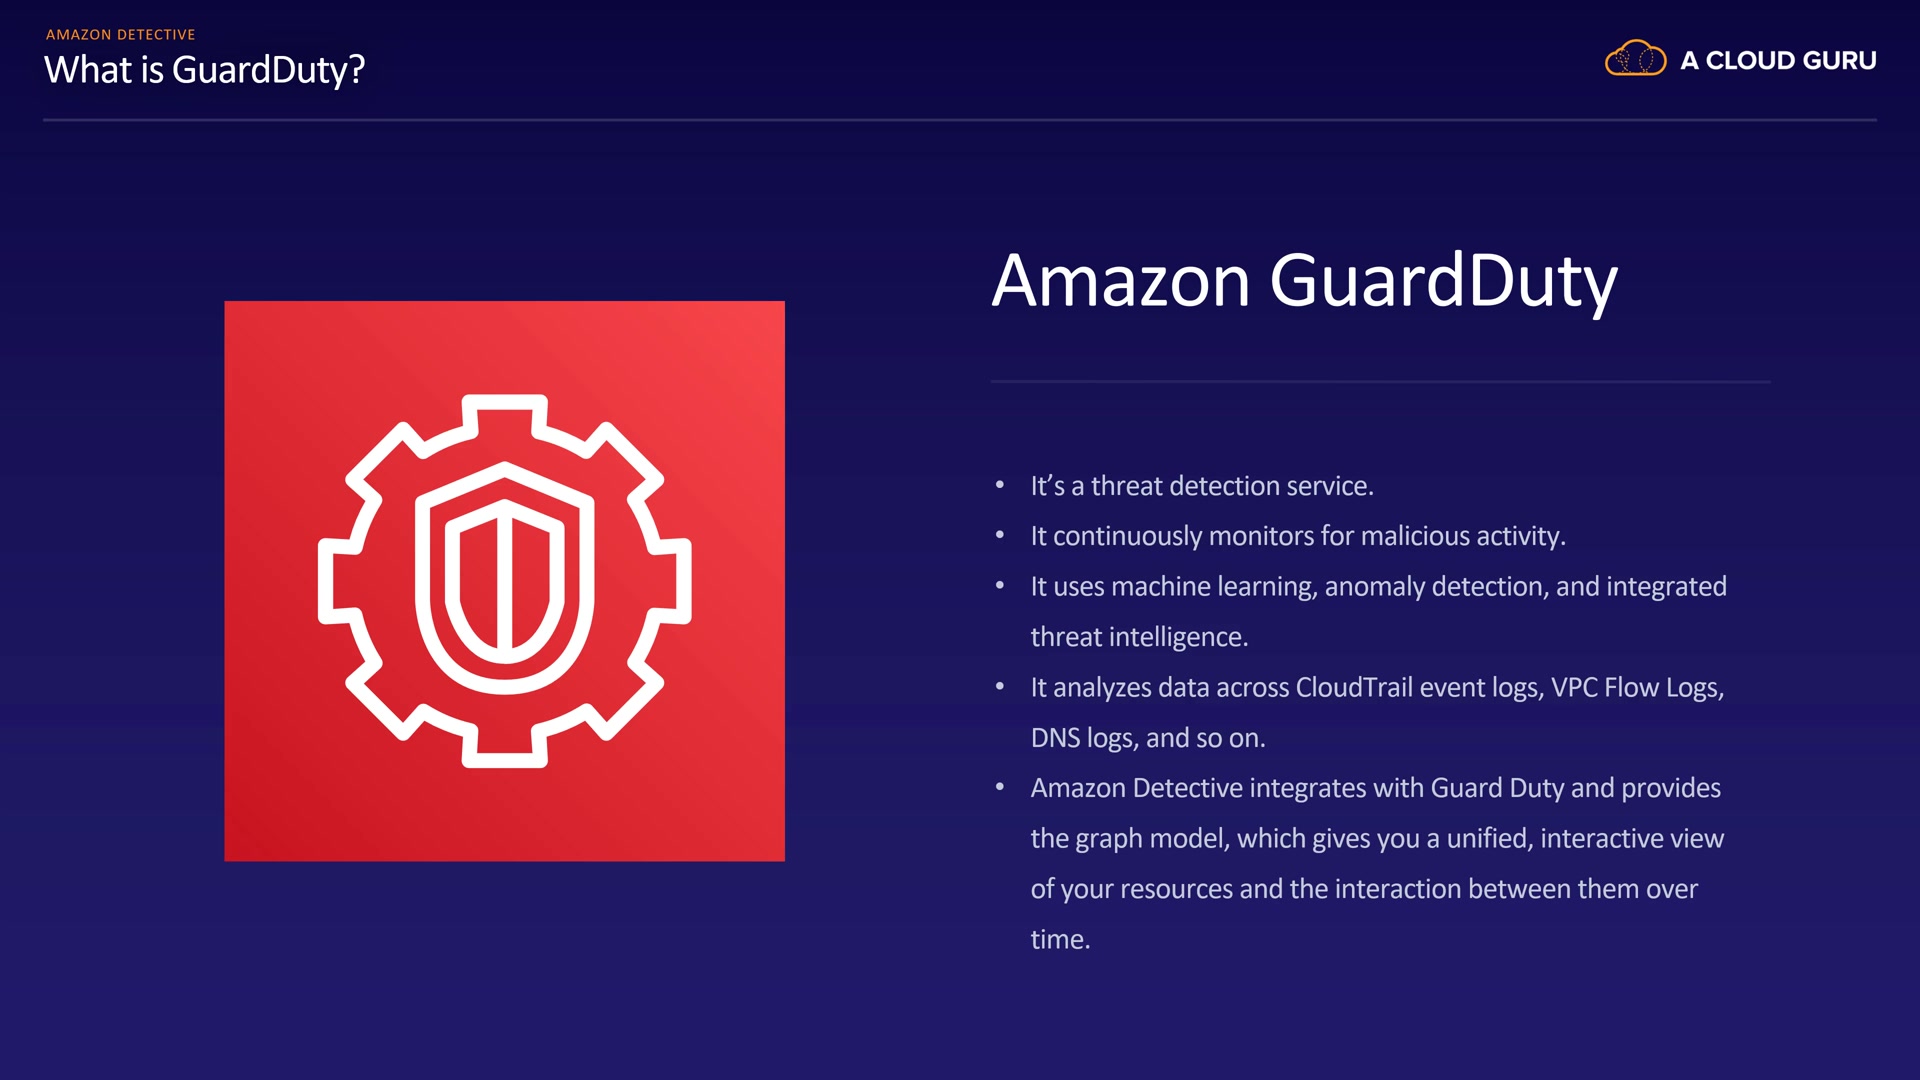 AMAZON DETECTIVE
What is GuardDuty?
A CLOUD GURU
Amazon GuardDuty
• It’s a threat detection service.
• It continuously monitors for malicious activity.
• It uses machine learning, anomaly detection, and integrated
threat intelligence.
• It analyzes data across CloudTrail event logs, VPC Flow Logs,
DNS logs, and so on.
• Amazon Detective integrates with Guard Duty and provides
the graph model, which gives you a unified, interactive view
of your resources and the interaction between them over
time.